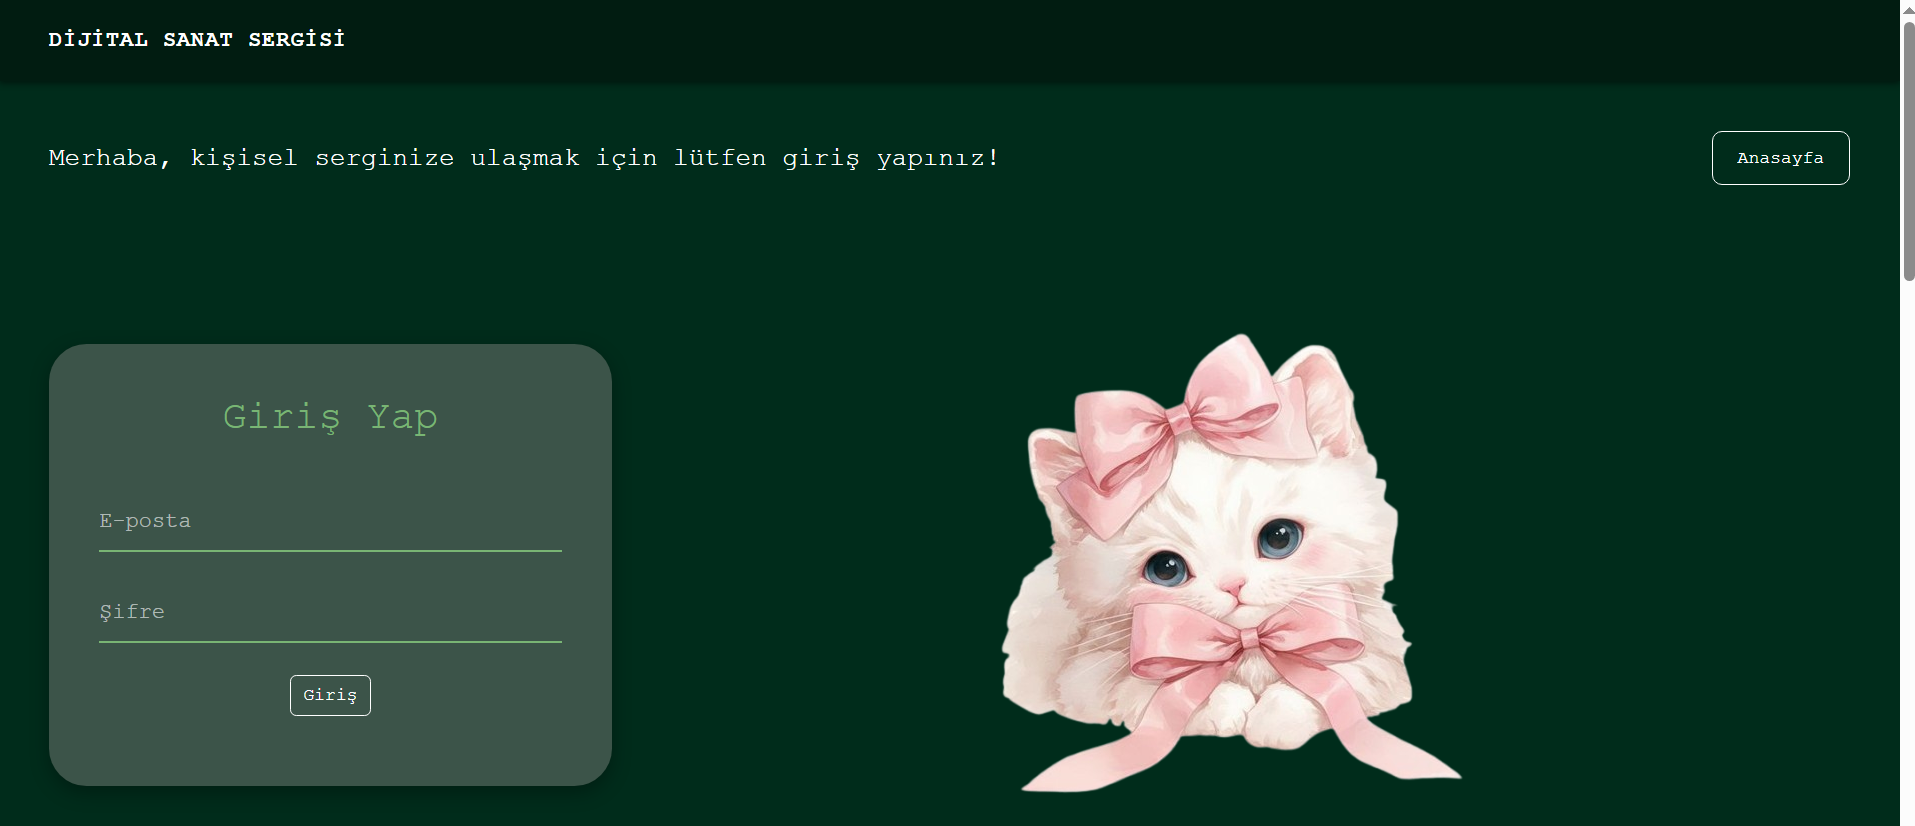 DİJİTAL SANAT SERGİSİ
Merhaba, kişisel serginize ulaşmak için lütfen giriş yapınız!
Anasayfa
Giriş Yap
E-posta
Şifre
Giriş